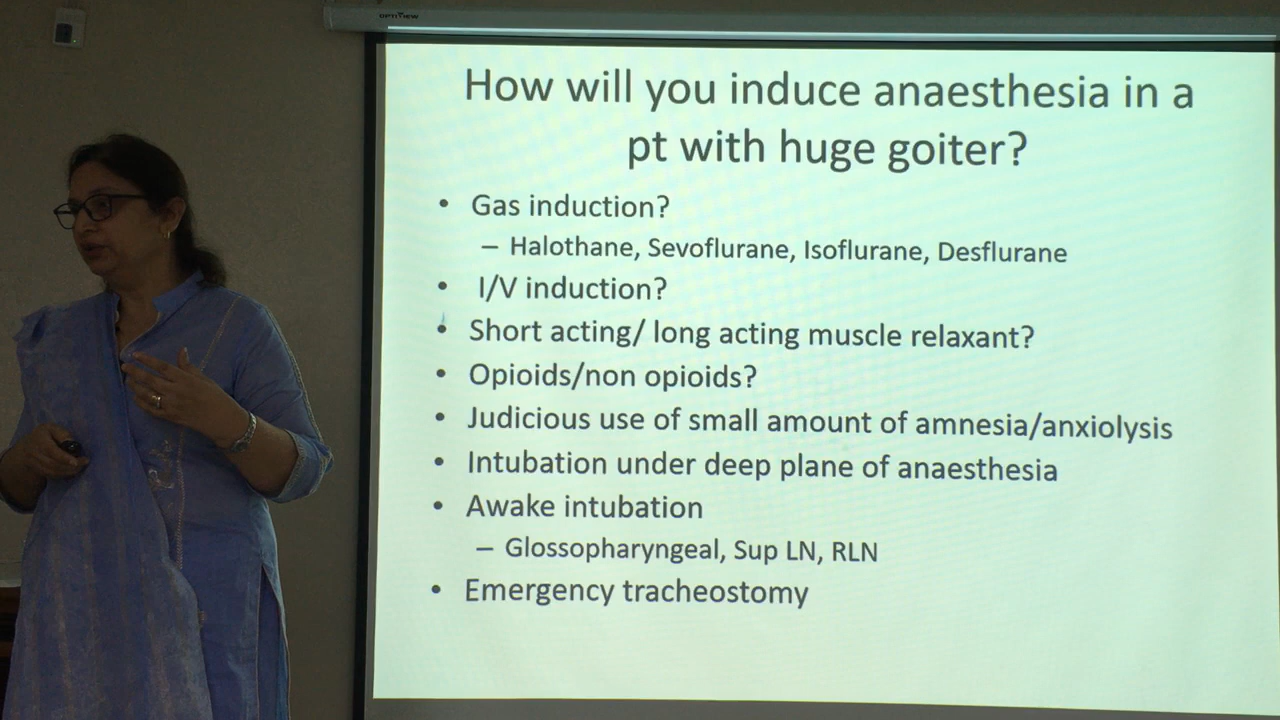 OPTIVIEW
How will you induce anaesthesia in a
pt with huge goiter?
• Gas induction?
– Halothane, Sevoflurane, Isoflurane, Desflurane
• I/V induction?
• Short acting/ long acting muscle relaxant?
• Opioids/non opioids?
• Judicious use of small amount of amnesia/anxiolysis
• Intubation under deep plane of anaesthesia
• Awake intubation
– Glossopharyngeal, Sup LN, RLN
• Emergency tracheostomy